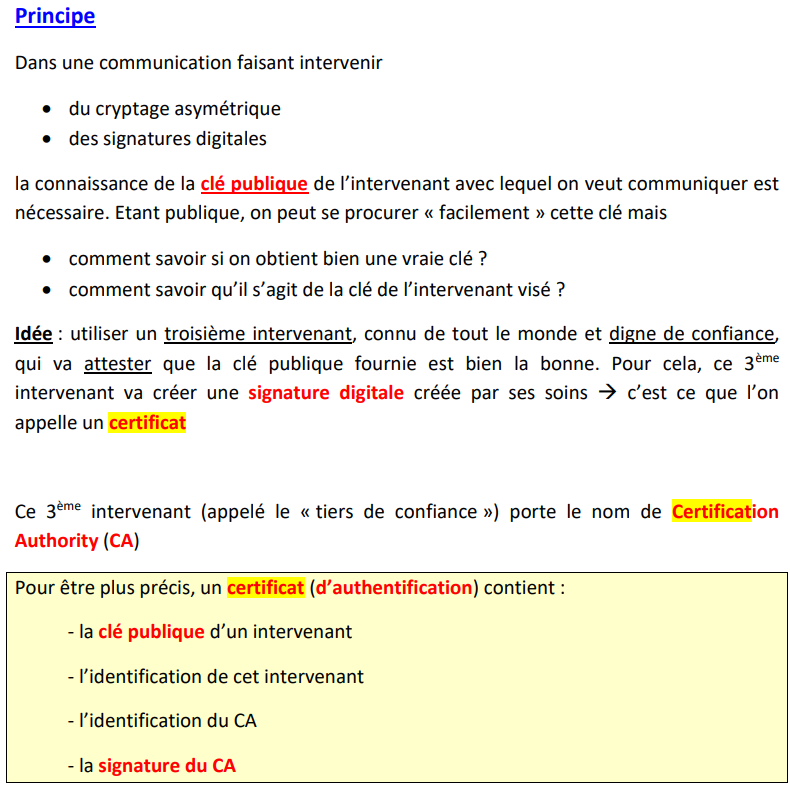 Principe
Dans une communication faisant intervenir
• du cryptage asymétrique
• des signatures digitales
la connaissance de la clé publique de l’intervenant avec lequel on veut communiquer est
nécessaire. Etant publique, on peut se procurer « facilement » cette clé mais
• comment savoir si on obtient bien une vraie clé ?
• comment savoir qu’il s’agit de la clé de l’intervenant visé ?
Idée : utiliser un troisième intervenant, connu de tout le monde et digne de confiance,
qui va attester que la clé publique fournie est bien la bonne. Pour cela, ce 3ème
intervenant va créer une signature digitale créée par ses soins → c’est ce que l’on
appelle un certificat
Ce 3ème intervenant (appelé le « tiers de confiance ») porte le nom de Certification
Authority (CA)
Pour être plus précis, un certificat (d’authentification) contient :
- la clé publique d’un intervenant
- l’identification de cet intervenant
- l’identification du CA
- la signature du CA